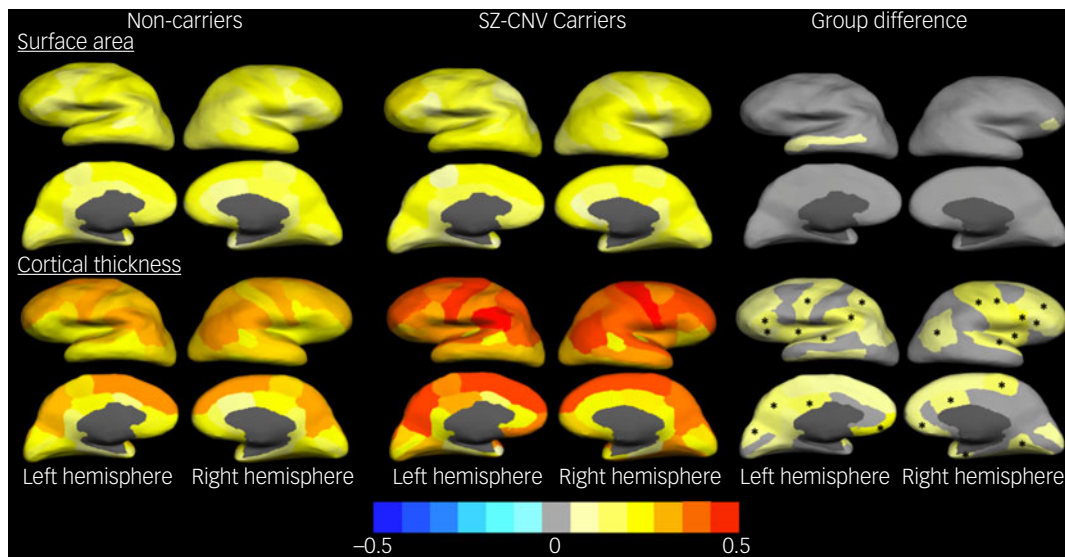 Non-carriers SZ-CNV Carriers Group difference
Surface area
Cortical thickness
Left hemisphere Right hemisphere Left hemisphere Right hemisphere Left hemisphere Right hemisphere
–0.5 0 0.5